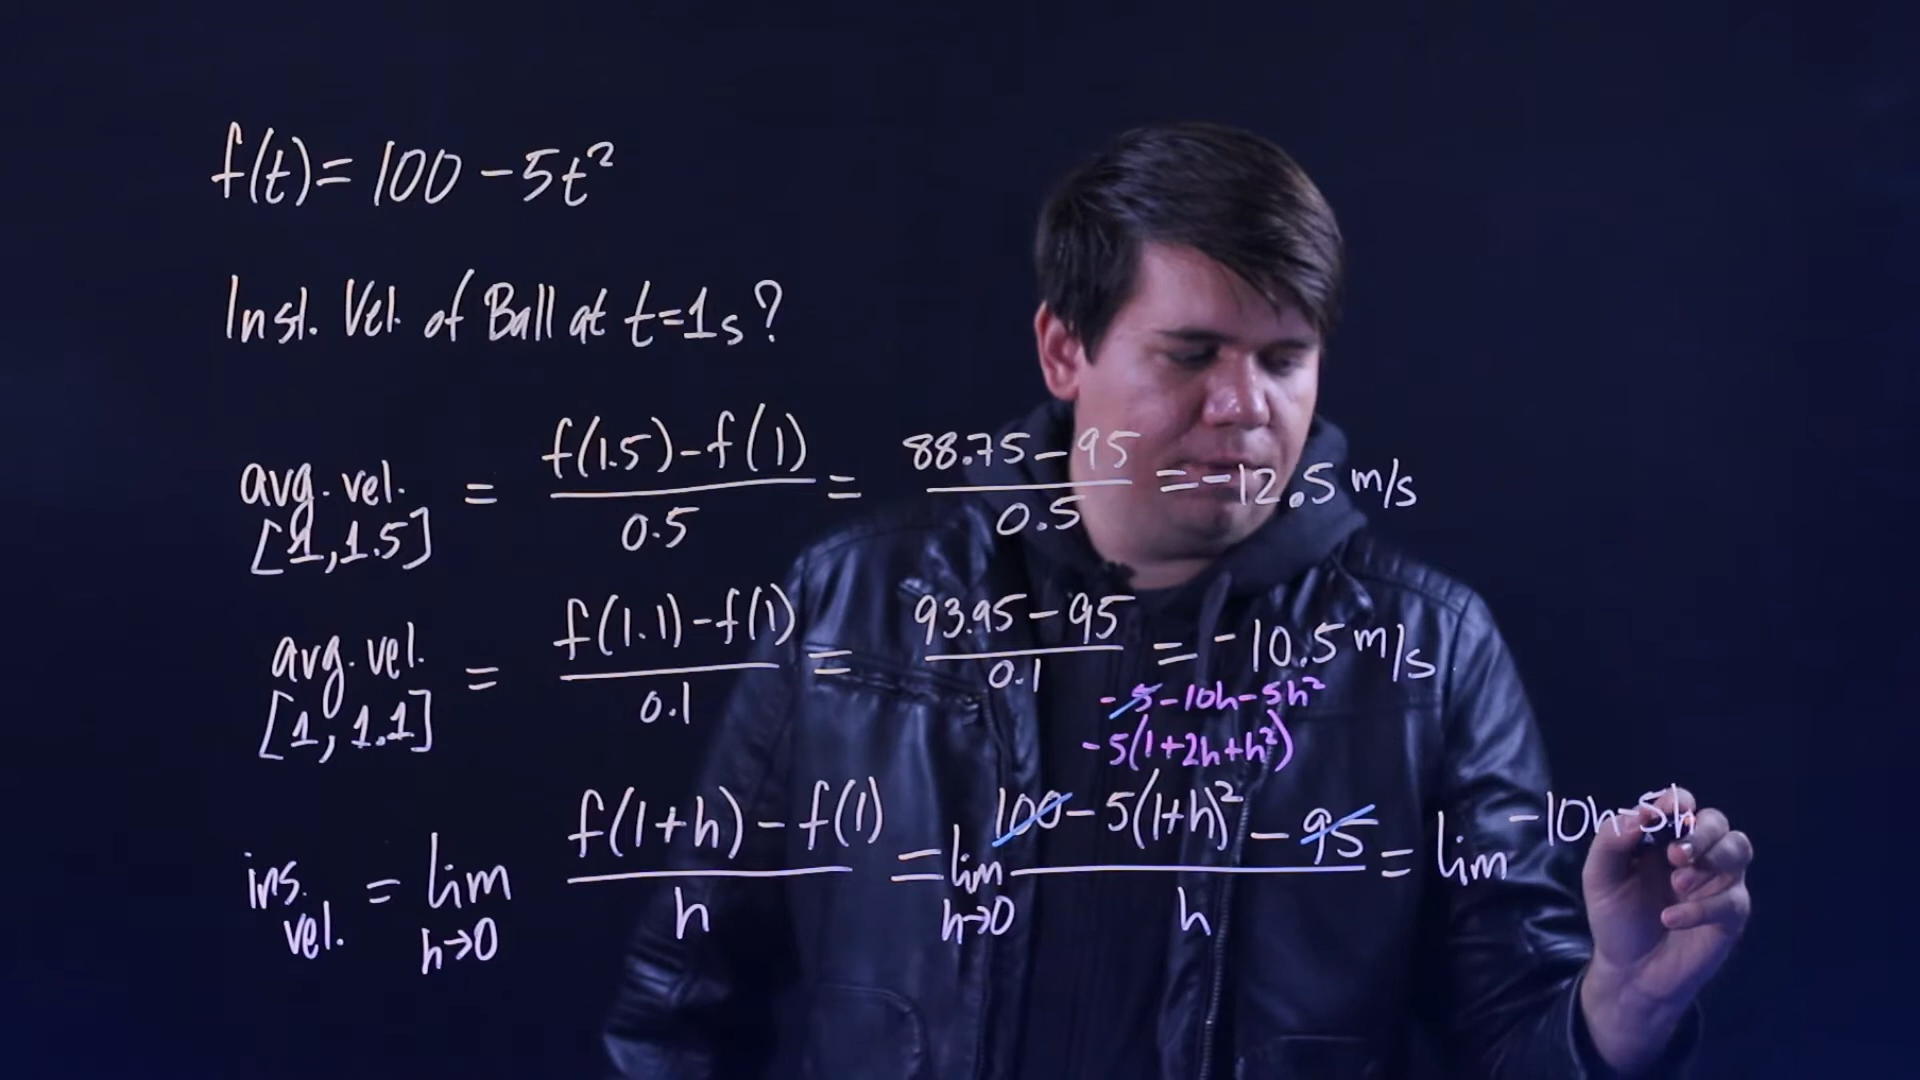 f(t) = 100 - 5t²
Inst. Vel. of Ball at t=1s?
avg. vel. [1, 1.5] = f(1.5) - f(1) / 0.5 = 88.75 - 95 / 0.5 = -12.5 m/s
avg. vel. [1, 1.1] = f(1.1) - f(1) / 0.1 = 93.95 - 95 / 0.1 = -10.5 m/s
-5 - 10h - 5h²
-5(1+2h+h²)
ins. vel. = lim h→0 f(1+h) - f(1) / h = lim h→0 100 - 5(1+h)² - 95 / h = lim -10h-5h